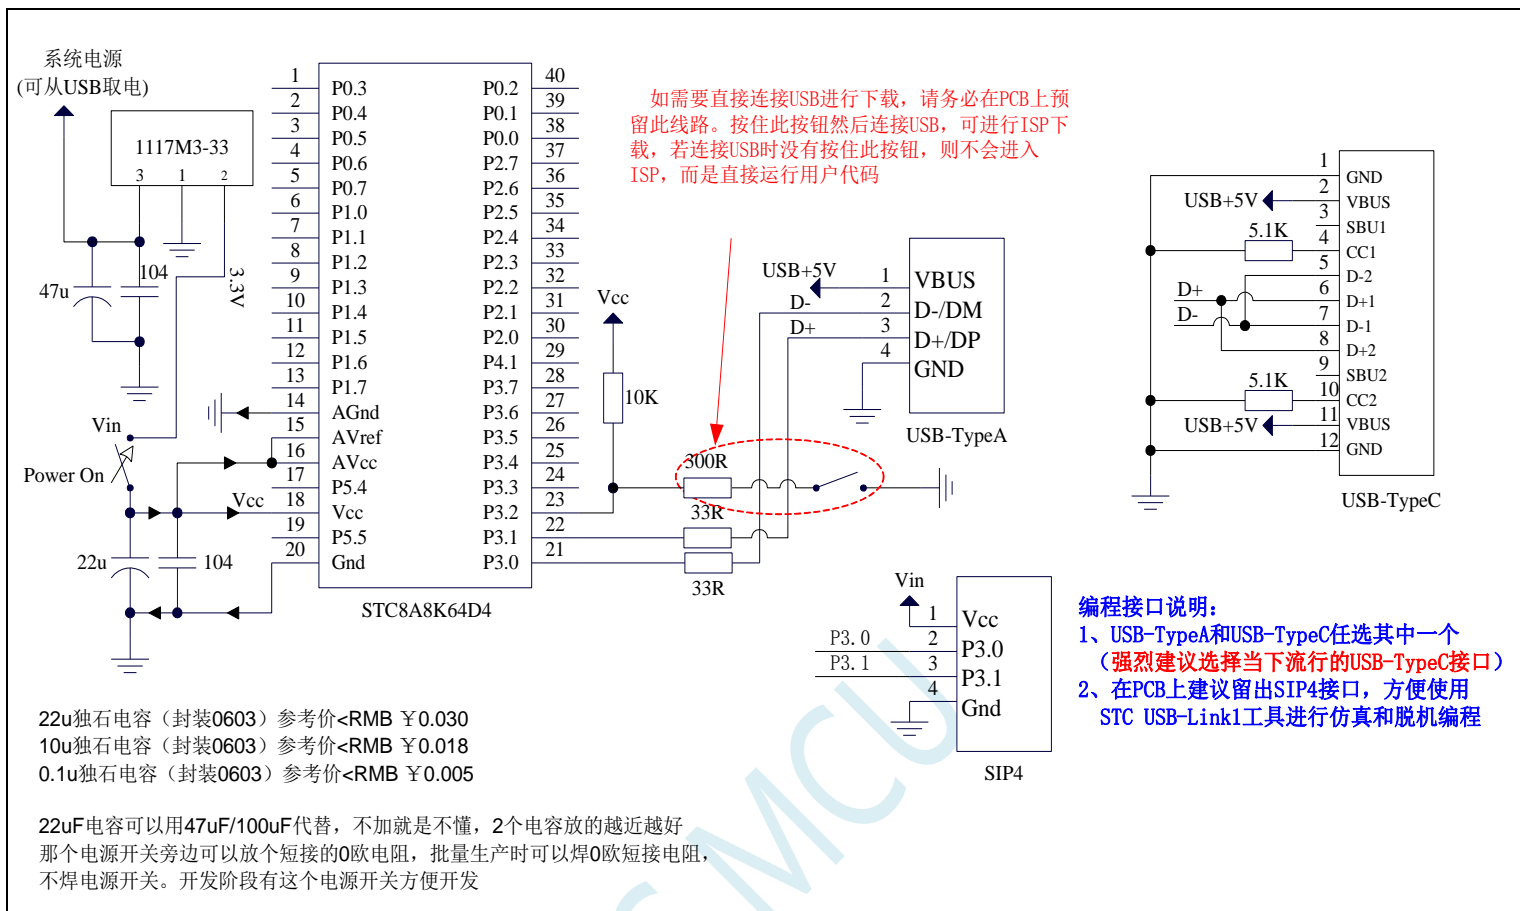 系统电源
(可从USB取电)
1117M3-33
3 1 2
47u
104
3.3V
Vin
Power On
Vcc
22u
104
1 P0.3
2 P0.4
3 P0.5
4 P0.6
5 P0.7
6 P1.0
7 P1.1
8 P1.2
9 P1.3
10 P1.4
11 P1.5
12 P1.6
13 P1.7
14 AGnd
15 AVref
16 AVcc
17 P5.4
18 Vcc
19 P5.5
20 Gnd
P0.2 40
P0.1 39
P0.0 38
P2.7 37
P2.6 36
P2.5 35
P2.4 34
P2.3 33
P2.2 32
P2.1 31
P2.0 30
P4.1 29
P3.7 28
P3.6 27
P3.5 26
P3.4 25
P3.3 24
P3.2 23
P3.1 22
P3.0 21
STC8A8K64D4
如需要直接连接USB进行下载，请务必在PCB上预
留此线路。按住此按钮然后连接USB，可进行ISP下
载，若连接USB时没有按住此按钮，则不会进入
ISP，而是直接运行用户代码
Vcc
10K
300R
33R
33R
USB+5V
D-
D+
1 VBUS
2 D-/DM
3 D+/DP
4 GND
USB-TypeA
Vin
P3.0
P3.1
1 Vcc
2 P3.0
3 P3.1
4 Gnd
SIP4
USB+5V
5.1K
D+
D-
5.1K
USB+5V
1 GND
2 VBUS
3 SBU1
4 CC1
5 D-2
6 D+1
7 D-1
8 D+2
9 SBU2
10 CC2
11 VBUS
12 GND
USB-TypeC
编程接口说明：
1、USB-TypeA和USB-TypeC任选其中一个
（强烈建议选择当下流行的USB-TypeC接口）
2、在PCB上建议留出SIP4接口，方便使用
STC USB-Link1工具进行仿真和脱机编程
22u独石电容（封装0603）参考价<RMB ￥0.030
10u独石电容（封装0603）参考价<RMB ￥0.018
0.1u独石电容（封装0603）参考价<RMB ￥0.005
22uF电容可以用47uF/100uF代替，不加就是不懂，2个电容放的越近越好
那个电源开关旁边可以放个短接的0欧电阻，批量生产时可以焊0欧短接电阻，
不焊电源开关。开发阶段有这个电源开关方便开发
MCU